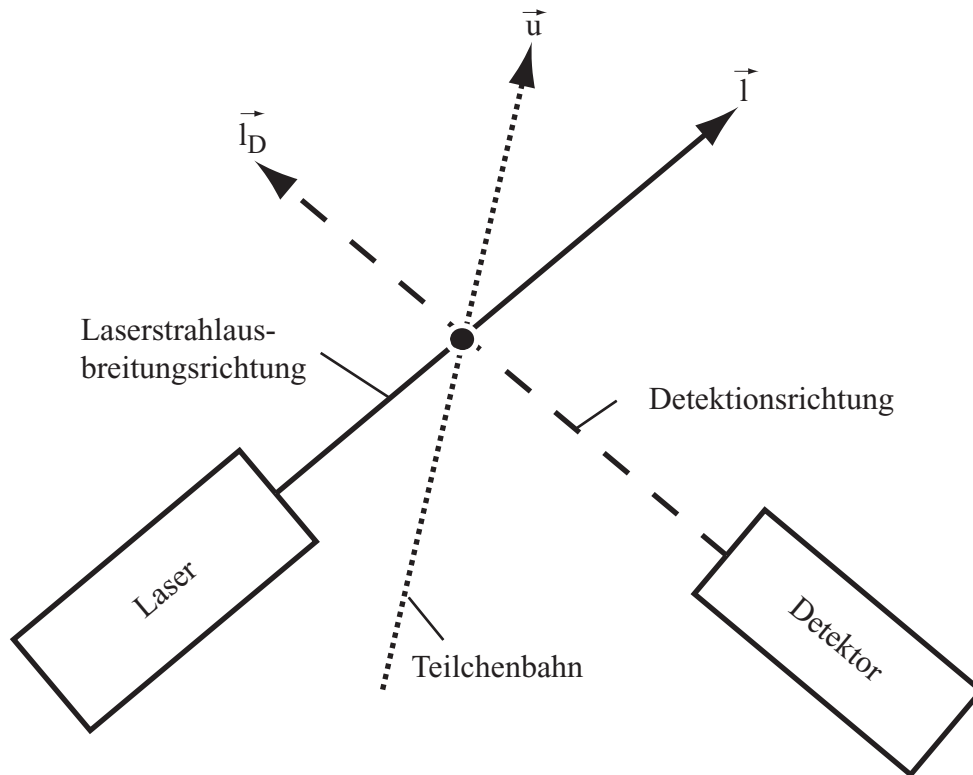 u
l
l_D
Laserstrahlaus-
breitungsrichtung
Detektionsrichtung
Laser
Detektor
Teilchenbahn